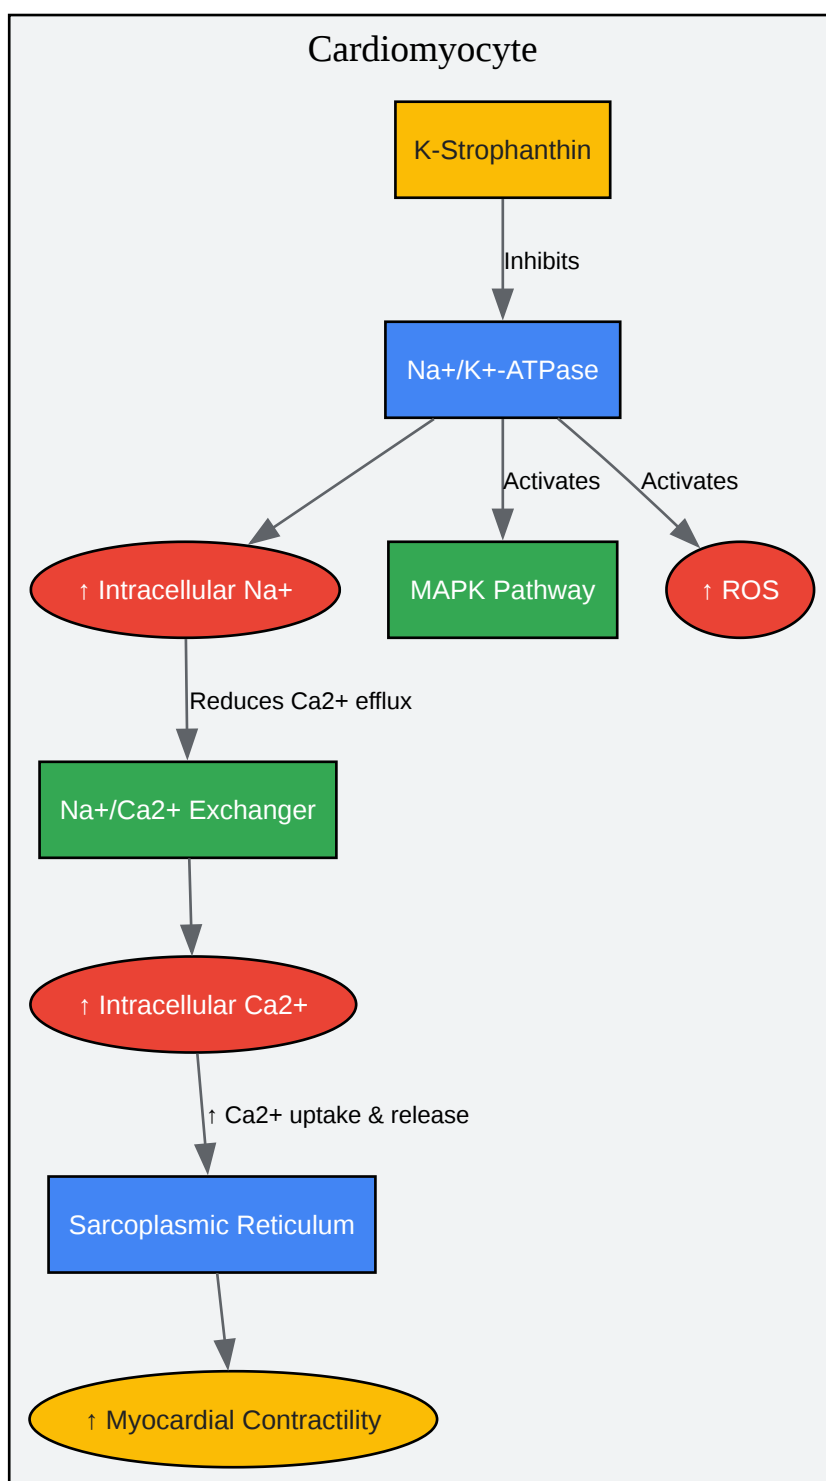 Cardiomyocyte
K-Strophanthin
Inhibits
Na+/K+-ATPase
Activates
Activates
↑ Intracellular Na+
MAPK Pathway
↑ ROS
Reduces Ca2+ efflux
Na+/Ca2+ Exchanger
↑ Intracellular Ca2+
↑ Ca2+ uptake & release
Sarcoplasmic Reticulum
↑ Myocardial Contractility